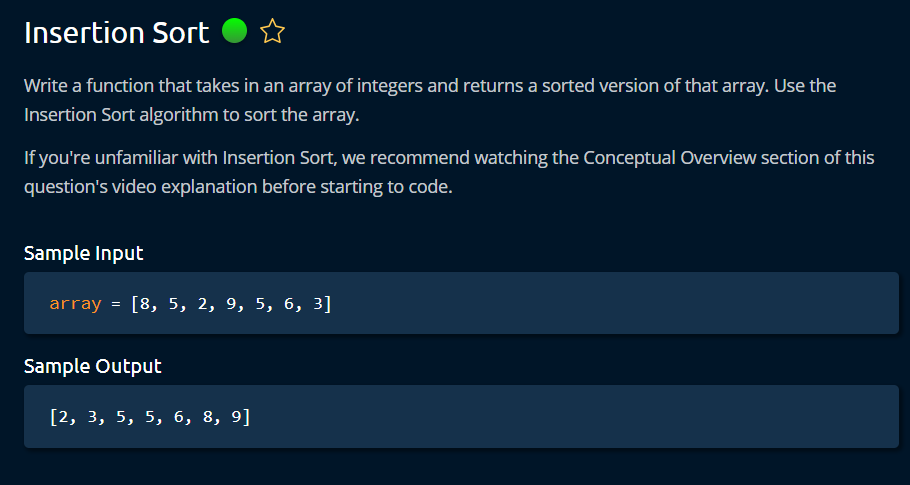 Insertion Sort
Write a function that takes in an array of integers and returns a sorted version of that array. Use the
Insertion Sort algorithm to sort the array.
If you're unfamiliar with Insertion Sort, we recommend watching the Conceptual Overview section of this
question's video explanation before starting to code.
Sample Input
array = [8, 5, 2, 9, 5, 6, 3]
Sample Output
[2, 3, 5, 5, 6, 8, 9]